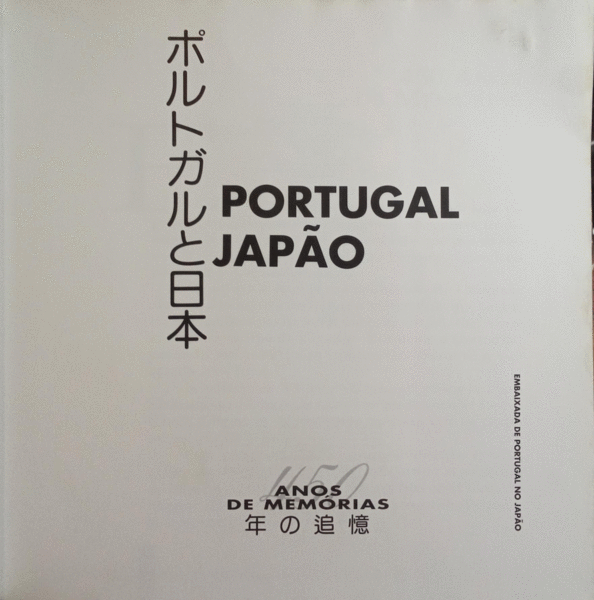 ポルトガルと日本
PORTUGAL
JAPÃO
EMBAIXADA DE PORTUGAL NO JAPÃO
450
ANOS
DE MEMÓRIAS
年の追憶